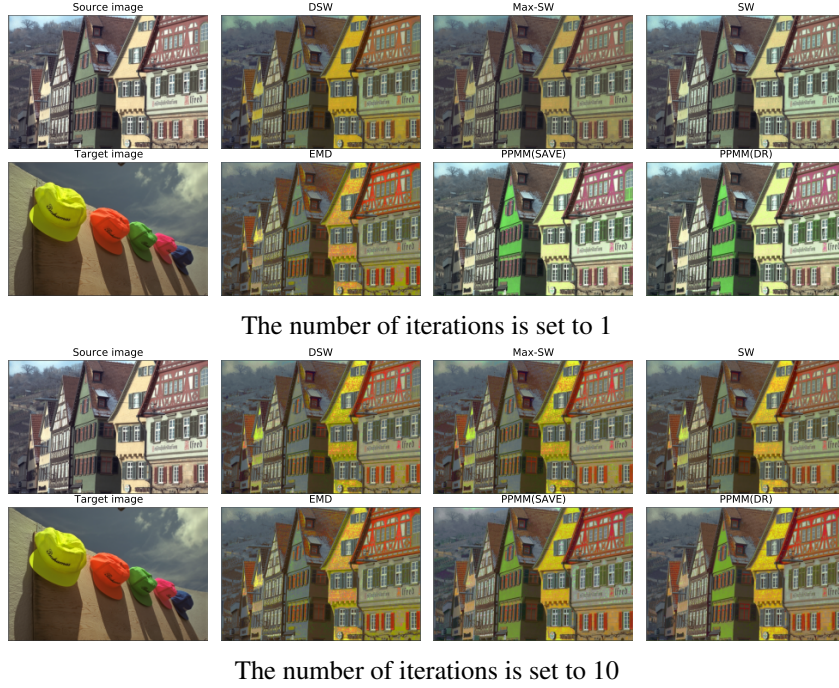 Source image DSW Max-SW SW
Target image EMD PPMM(SAVE) PPMM(DR)
The number of iterations is set to 1
Source image DSW Max-SW SW
Target image EMD PPMM(SAVE) PPMM(DR)
The number of iterations is set to 10